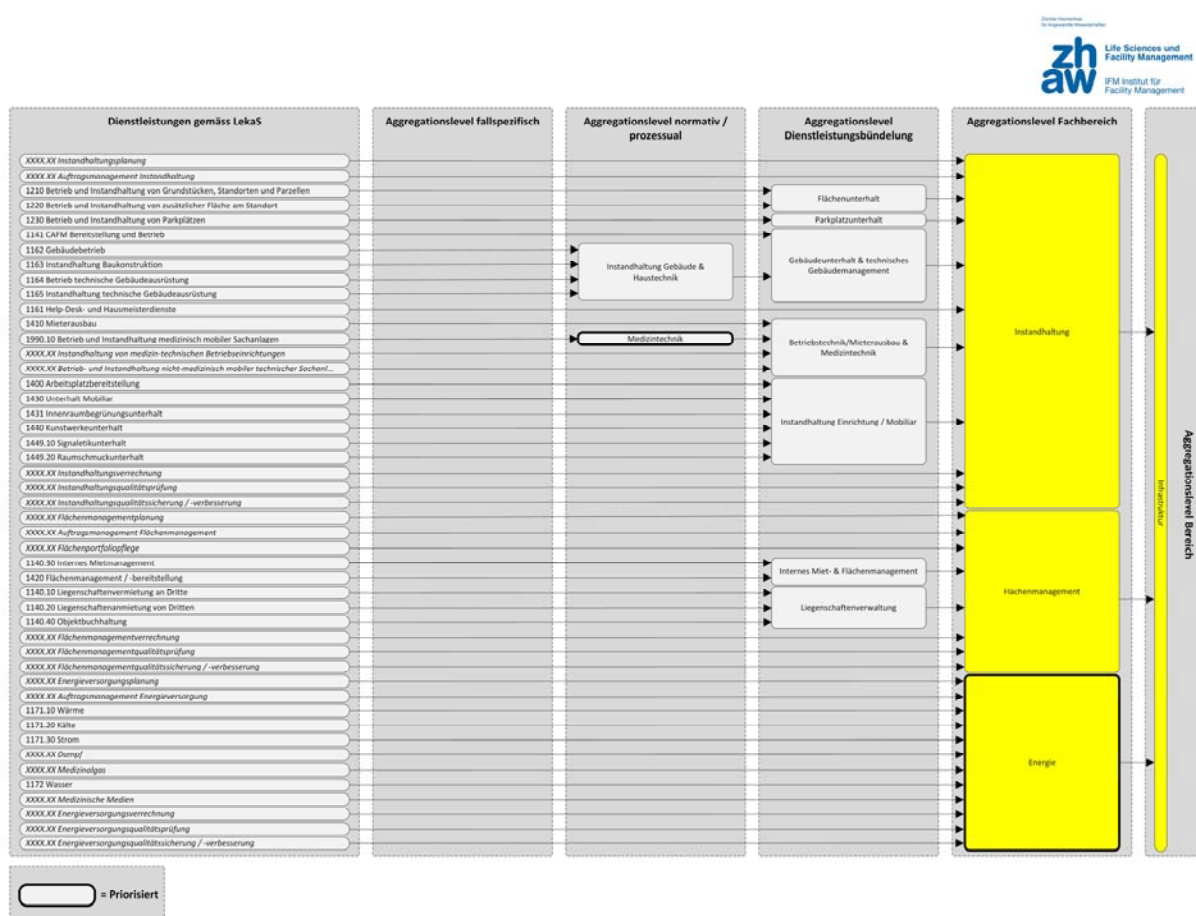 Zürcher Hochschule
für Angewandte Wissenschaften
zh
aw
Life Sciences und
Facility Management
IFM Institut für
Facility Management
Dienstleistungen gemäss LekaS
Aggregationslevel fallspezifisch
Aggregationslevel normativ /
prozessual
Aggregationslevel
Dienstleistungsbündelung
Aggregationslevel Fachbereich
Aggregationslevel Bereich
XXXX.XX Instandhaltungsplanung
XXXX.XX Auftragsmanagement Instandhaltung
1210 Betrieb und Instandhaltung von Grundstücken, Standorten und Parzellen
1220 Betrieb und Instandhaltung von zusätzlicher Fläche am Standort
1230 Betrieb und Instandhaltung von Parkplätzen
1141 CAFM Bereitstellung und Betrieb
1162 Gebäudebetrieb
1163 Instandhaltung Baukonstruktion
1164 Betrieb technische Gebäudeausrüstung
1165 Instandhaltung technische Gebäudeausrüstung
1161 Help-Desk- und Hausmeisterdienste
1410 Mieterausbau
1990.10 Betrieb und Instandhaltung medizinisch mobiler Sachanlagen
XXXX.XX Instandhaltung von medizin-technischen Betriebseinrichtungen
XXXX.XX Betrieb- und Instandhaltung nicht-medizinisch mobiler technischer Sachanl...
1400 Arbeitsplatzbereitstellung
1430 Unterhalt Mobiliar
1431 Innenraumbegrünungsunterhalt
1440 Kunstwerkeunterhalt
1449.10 Signaletikunterhalt
1449.20 Raumschmuckunterhalt
XXXX.XX Instandhaltungsverrechnung
XXXX.XX Instandhaltungsqualitätsprüfung
XXXX.XX Instandhaltungsqualitätssicherung / -verbesserung
XXXX.XX Flächenmanagementplanung
XXXX.XX Auftragsmanagement Flächenmanagement
XXXX.XX Flächenportfoliopflege
1140.30 Internes Mietmanagement
1420 Flächenmanagement / -bereitstellung
1140.10 Liegenschaftenvermietung an Dritte
1140.20 Liegenschaftenanmietung von Dritten
1140.40 Objektbuchhaltung
XXXX.XX Flächenmanagementverrechnung
XXXX.XX Flächenmanagementqualitätsprüfung
XXXX.XX Flächenmanagementqualitätssicherung / -verbesserung
XXXX.XX Energieversorgungsplanung
XXXX.XX Auftragsmanagement Energieversorgung
1171.10 Wärme
1171.20 Kälte
1171.30 Strom
XXXX.XX Dampf
XXXX.XX Medizinalgas
1172 Wasser
XXXX.XX Medizinische Medien
XXXX.XX Energieversorgungsverrechnung
XXXX.XX Energieversorgungsqualitätsprüfung
XXXX.XX Energieversorgungsqualitätssicherung / -verbesserung
Instandhaltung Gebäude &
Haustechnik
Medizintechnik
Flächenunterhalt
Parkplatzunterhalt
Gebäudeunterhalt & technisches
Gebäudemanagement
Betriebstechnik/Mieterausbau &
Medizintechnik
Instandhaltung Einrichtung / Mobiliar
Internes Miet- & Flächenmanagement
Liegenschaftenverwaltung
Instandhaltung
Flächenmanagement
Energie
Infrastruktur
= Priorisiert